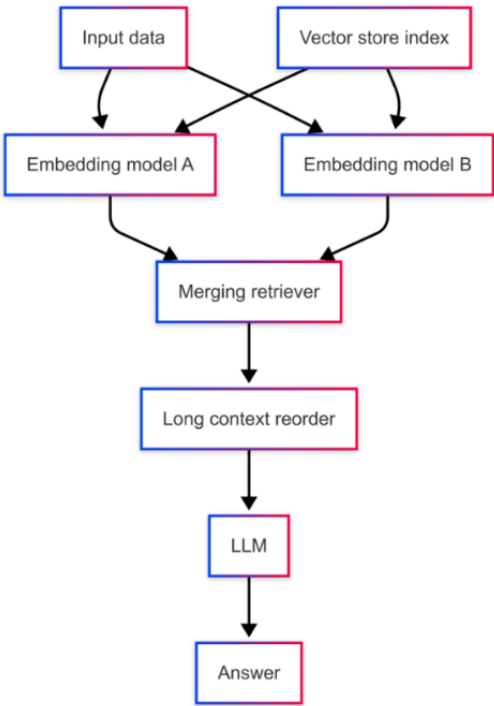 Input data
Vector store index
Embedding model A
Embedding model B
Merging retriever
Long context reorder
LLM
Answer